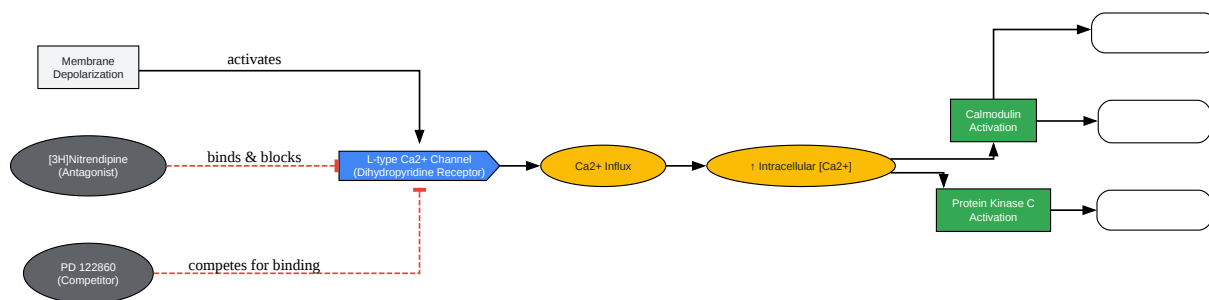 Membrane
Depolarization
activates
[3H]Nitrendipine
(Antagonist)
binds & blocks
L-type Ca2+ Channel
(Dihydropyridine Receptor)
Ca2+ Influx
↑ Intracellular [Ca2+]
Calmodulin
Activation
Protein Kinase C
Activation
PD 122860
(Competitor)
competes for binding